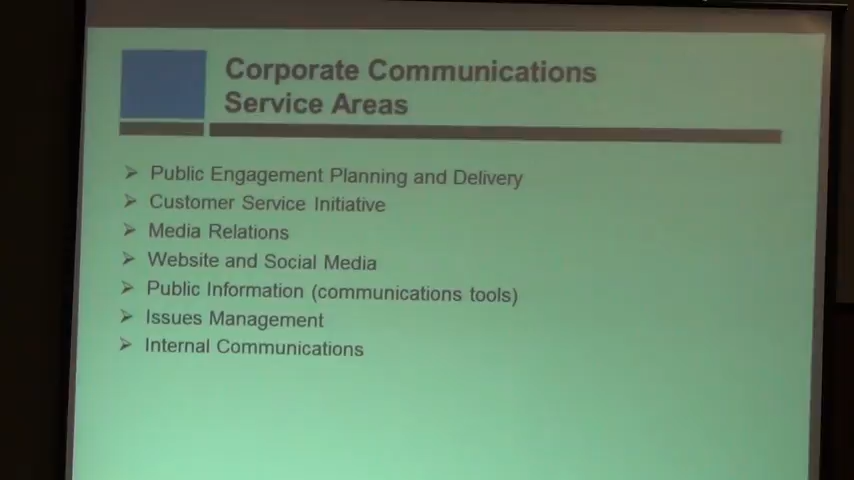 Corporate Communications
Service Areas
Public Engagement Planning and Delivery
Customer Service Initiative
Media Relations
Website and Social Media
Public Information (communications tools)
Issues Management
Internal Communications